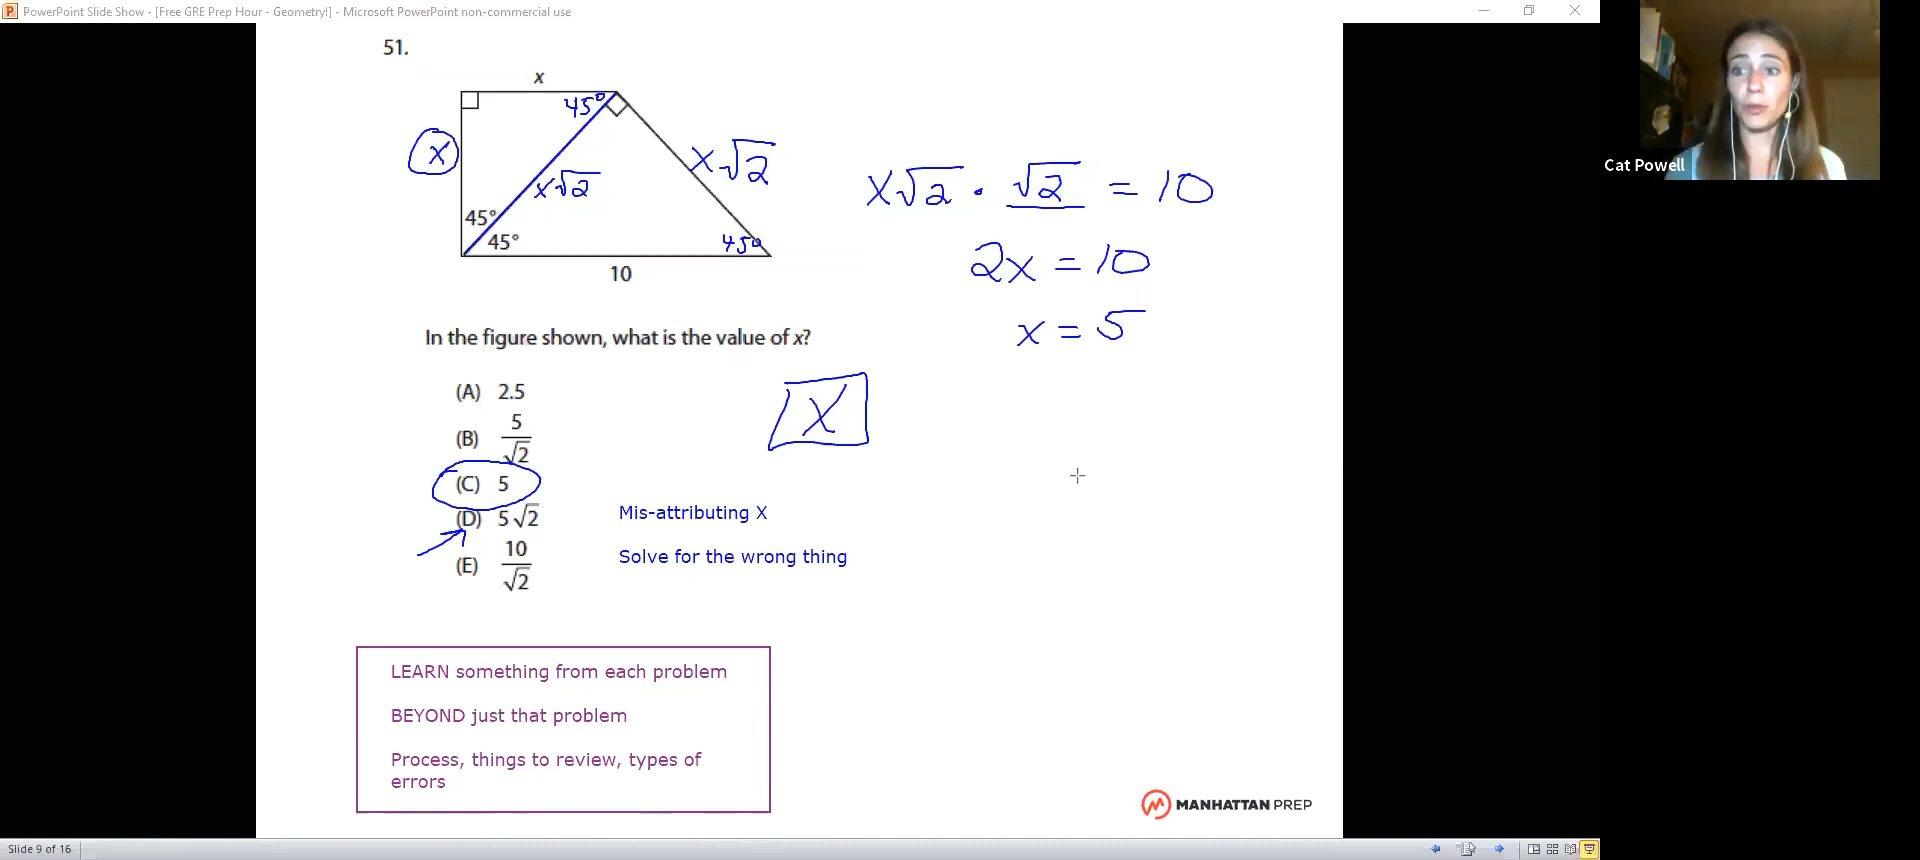 PowerPoint Slide Show - [Free GRE Prep Hour - Geometry!] - Microsoft PowerPoint non-commercial use
51.
x
45°
x
x√2
x√2
45°
45°
45°
10
x√2 · √2 = 10
2x = 10
x = 5
In the figure shown, what is the value of x?
(A) 2.5
(B) 5/√2
(C) 5
(D) 5√2
(E) 10/√2
X
Mis-attributing X
Solve for the wrong thing
LEARN something from each problem
BEYOND just that problem
Process, things to review, types of
errors
MANHATTAN PREP
Cat Powell
Slide 9 of 16